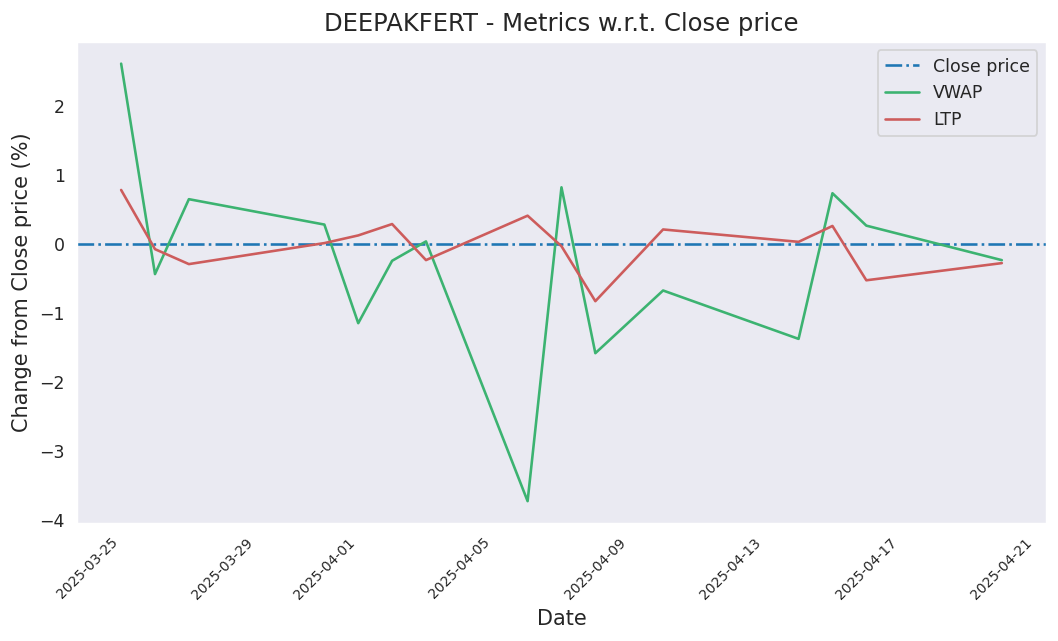 DEEPAKFERT - Metrics w.r.t. Close price
Close price
VWAP
LTP
Change from Close price (%)
2
1
0
−1
−2
−3
−4
2025-03-25
2025-03-29
2025-04-01
2025-04-05
2025-04-09
2025-04-13
2025-04-17
2025-04-21
Date